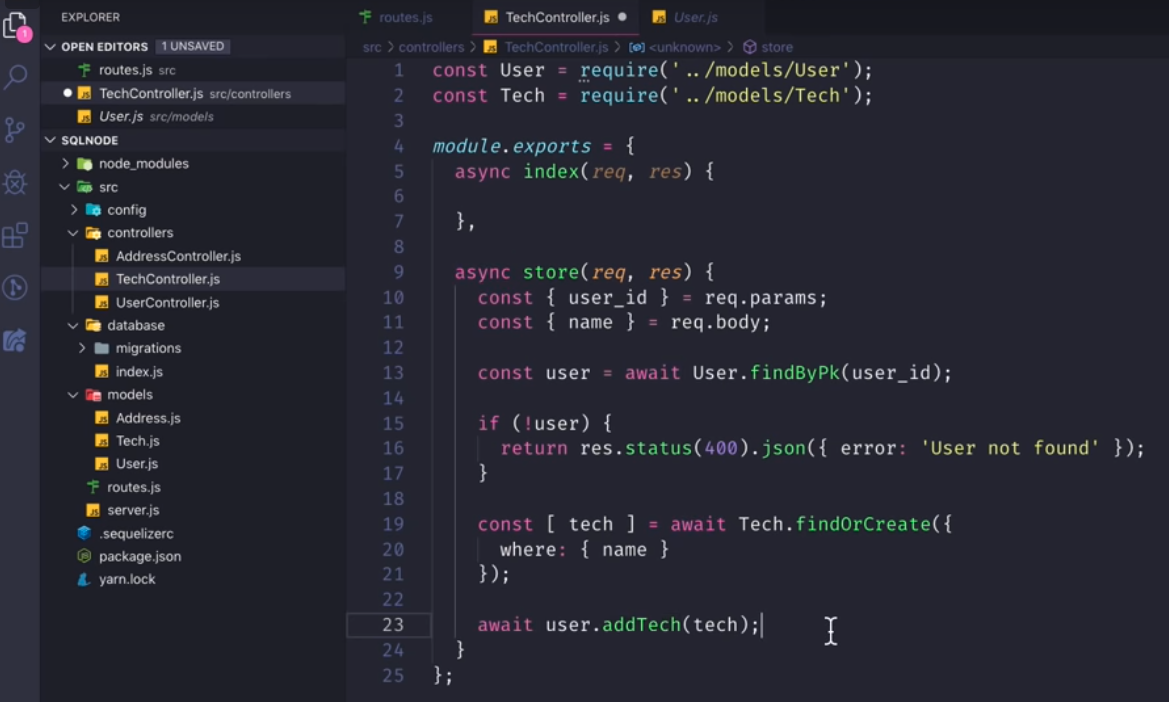 EXPLORER
OPEN EDITORS 1 UNSAVED
routes.js src
TechController.js src/controllers
User.js src/models
SQLNODE
node_modules
src
config
controllers
AddressController.js
TechController.js
UserController.js
database
migrations
index.js
models
Address.js
Tech.js
User.js
routes.js
server.js
.sequelizerc
package.json
yarn.lock
1
routes.js TechController.js User.js
src > controllers > TechController.js > <unknown> > store
1 const User = require('../models/User');
2 const Tech = require('../models/Tech');
3
4 module.exports = {
5 async index(req, res) {
6
7 },
8
9 async store(req, res) {
10 const { user_id } = req.params;
11 const { name } = req.body;
12
13 const user = await User.findByPk(user_id);
14
15 if (!user) {
16 return res.status(400).json({ error: 'User not found' });
17 }
18
19 const [ tech ] = await Tech.findOrCreate({
20 where: { name }
21 });
22
23 await user.addTech(tech);
24 }
25 };